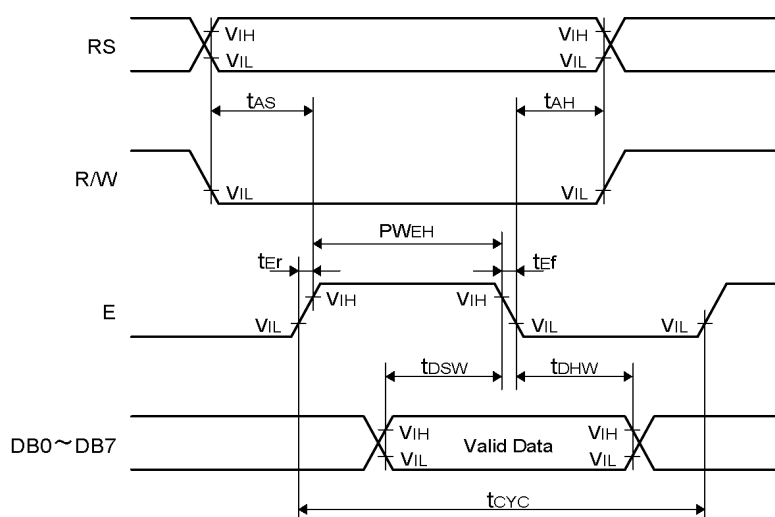 RS
VIH
VIH
VIL
VIL
tAS
tAH
R/W
VIL
VIL
PWEH
tEr
tEf
E
VIH
VIH
VIL
VIL
VIL
tDSW
tDHW
DB0~DB7
VIH
Valid Data
VIH
VIL
VIL
tCYC